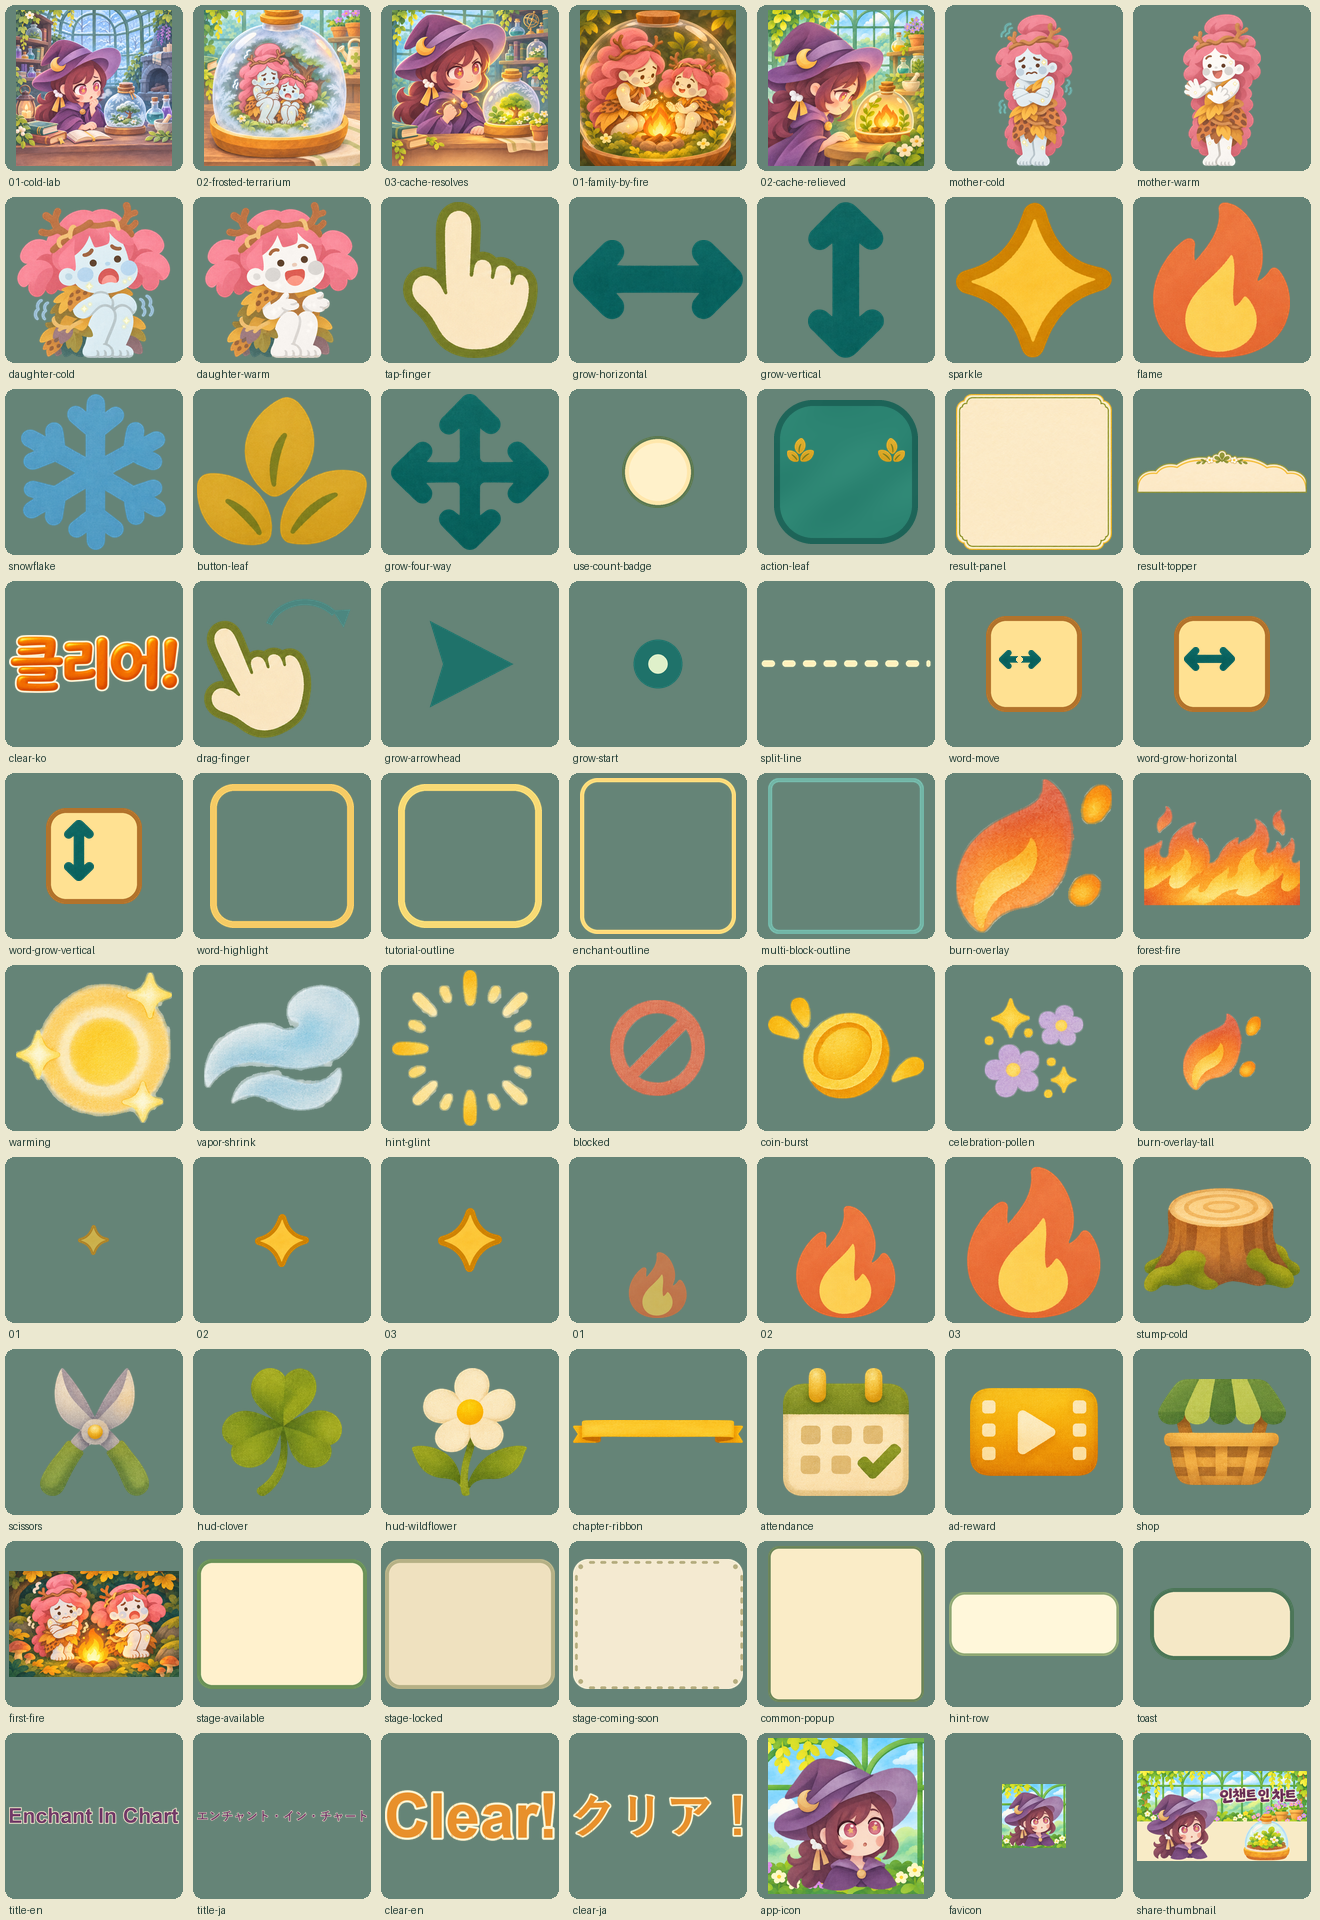 01-cold-lab
02-frosted-terrarium
03-cache-resolves
01-family-by-fire
02-cache-relieved
mother-cold
mother-warm
daughter-cold
daughter-warm
tap-finger
grow-horizontal
grow-vertical
sparkle
flame
snowflake
button-leaf
grow-four-way
use-count-badge
action-leaf
result-panel
result-topper
클리어!
clear-ko
drag-finger
grow-arrowhead
grow-start
split-line
word-move
word-grow-horizontal
word-grow-vertical
word-highlight
tutorial-outline
enchant-outline
multi-block-outline
burn-overlay
forest-fire
warming
vapor-shrink
hint-glint
blocked
coin-burst
celebration-pollen
burn-overlay-tall
01
02
03
01
02
03
stump-cold
scissors
hud-clover
hud-wildflower
chapter-ribbon
attendance
ad-reward
shop
first-fire
stage-available
stage-locked
stage-coming-soon
common-popup
hint-row
toast
Enchant In Chart
エンチャント・イン・チャート
Clear!
クリア！
인챈트 인 차트
title-en
title-ja
clear-en
clear-ja
app-icon
favicon
share-thumbnail